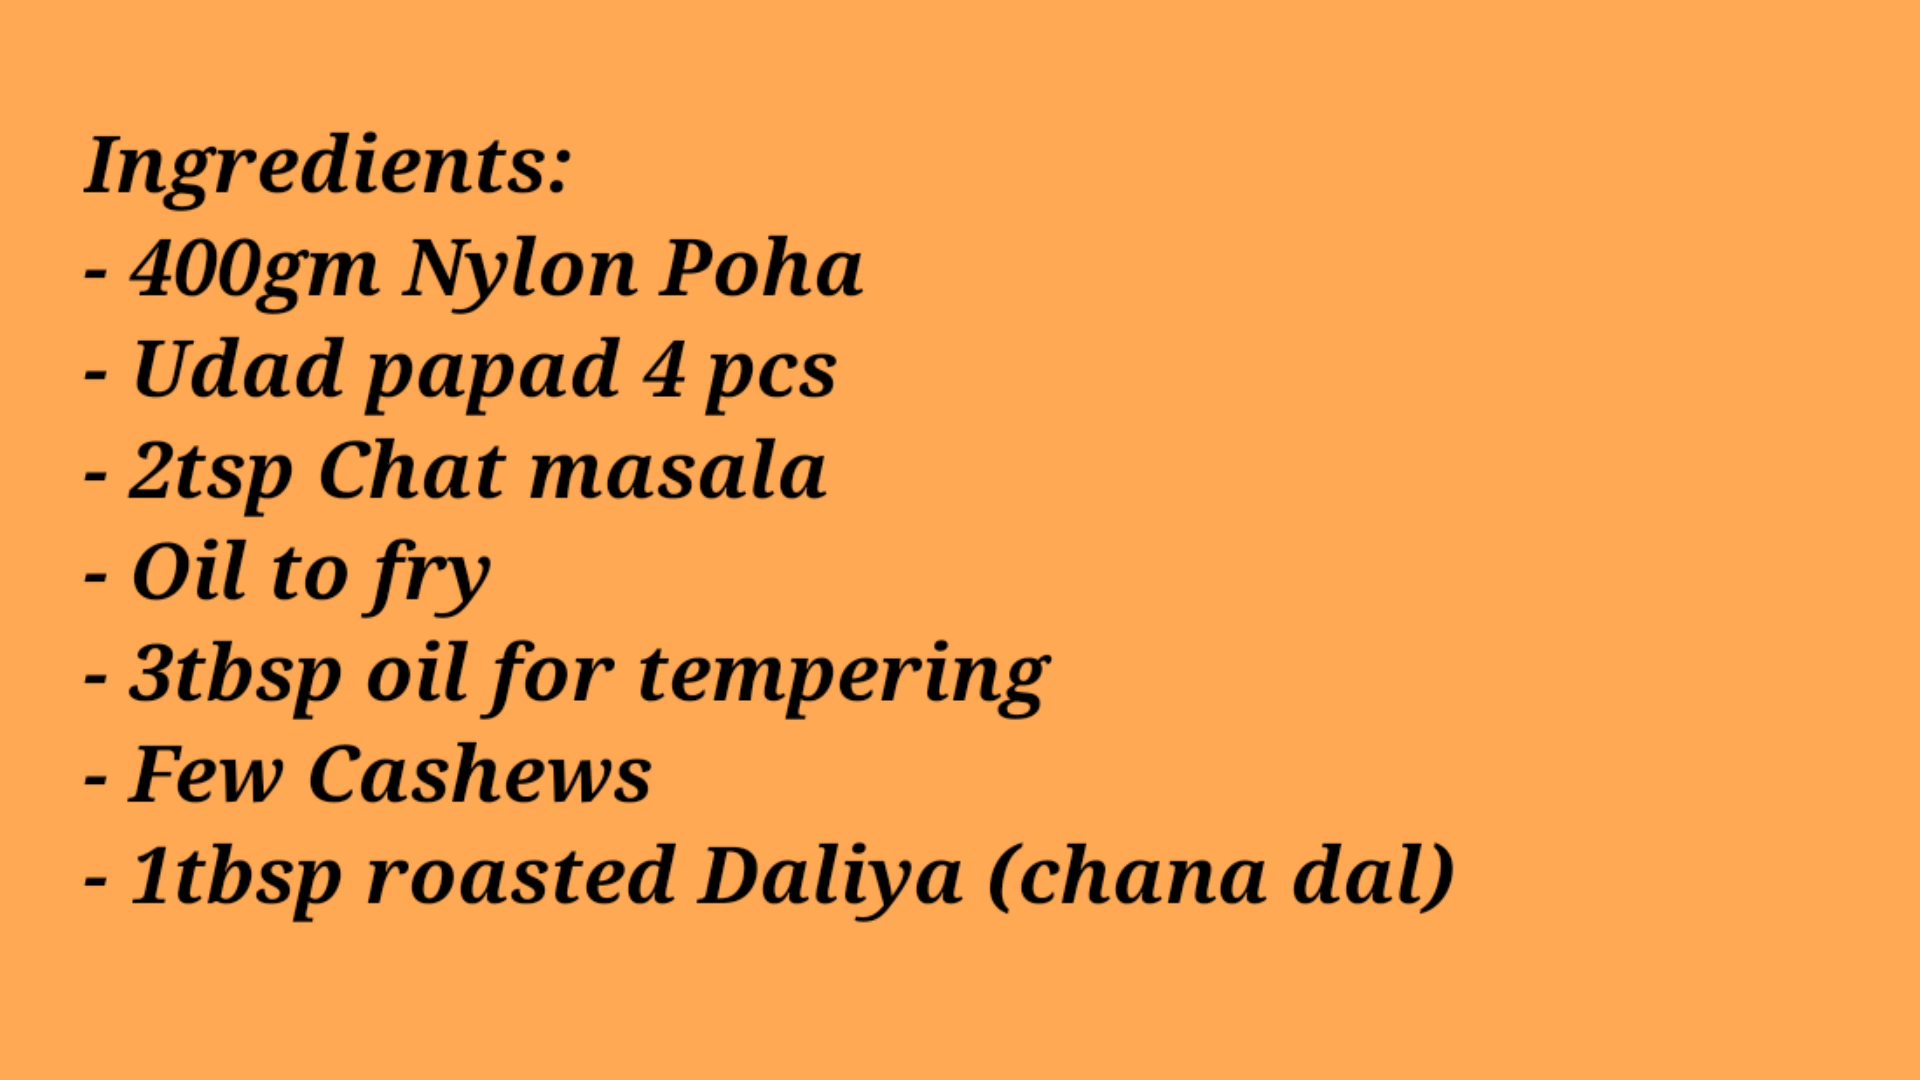 Ingredients:
- 400gm Nylon Poha
- Udad papad 4 pcs
- 2tsp Chat masala
- Oil to fry
- 3tbsp oil for tempering
- Few Cashews
- 1tbsp roasted Daliya (chana dal)